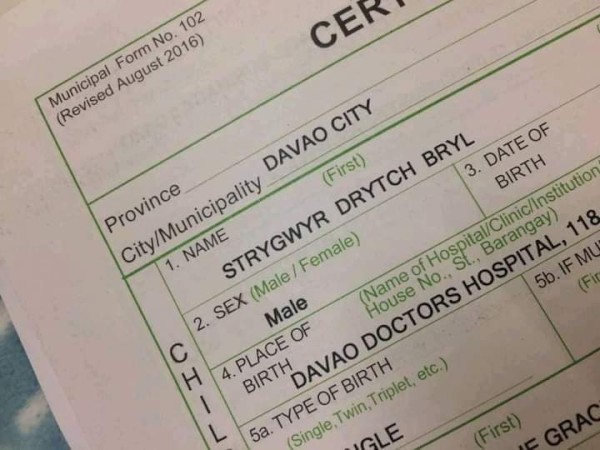 Municipal Form No. 102
(Revised August 2016)
CERT
Province
City/Municipality DAVAO CITY
1. NAME (First)
STRYGWYR DRYTCH BRYL
3. DATE OF
BIRTH
2. SEX (Male / Female)
Male
4. PLACE OF
BIRTH
(Name of Hospital/Clinic/Institution
House No., St., Barangay)
DAVAO DOCTORS HOSPITAL, 118
5a. TYPE OF BIRTH
(Single,Twin,Triplet, etc.)
NGLE
5b. IF MU
(Fir
(First)
E GRAC
CHIL